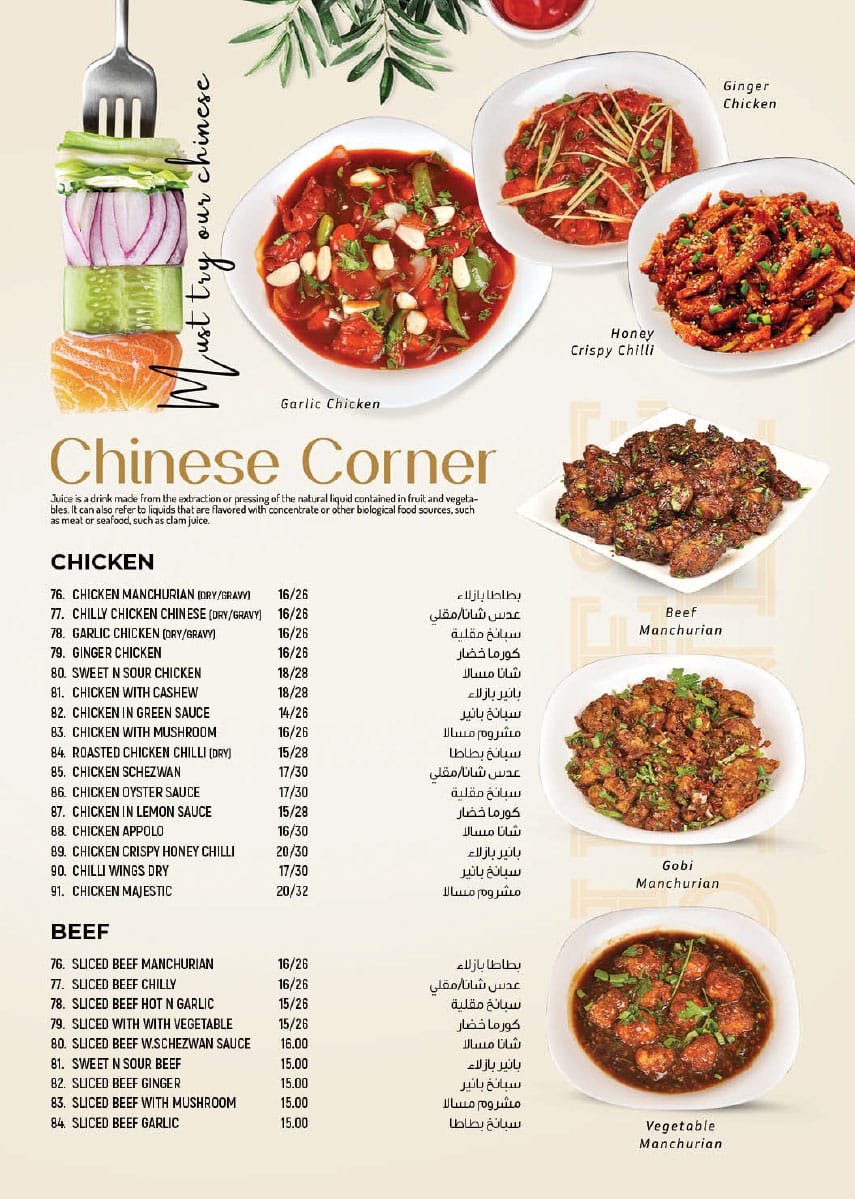 Must try our chinese
Ginger
Chicken
Honey
Crispy Chilli
Garlic Chicken
Chinese Corner
Juice is a drink made from the extraction or pressing of the natural liquid contained in fruit and vegeta-
bles. It can also refer to liquids that are flavored with concentrate or other biological food sources, such
as meat or seafood, such as clam juice.
CHICKEN
76. CHICKEN MANCHURIAN (DRY/GRAVY) 16/26 بطاطا بازلاء
77. CHILLY CHICKEN CHINESE (DRY/GRAVY) 16/26 عدس شانا/مقلي
78. GARLIC CHICKEN (DRY/GRAVY) 16/26 سبانخ مقلية
79. GINGER CHICKEN 16/26 كورما خضار
80. SWEET N SOUR CHICKEN 18/28 شانا مسالا
81. CHICKEN WITH CASHEW 18/28 بانير بازلاء
82. CHICKEN IN GREEN SAUCE 14/26 سبانخ بانير
83. CHICKEN WITH MUSHROOM 16/26 مشروم مسالا
84. ROASTED CHICKEN CHILLI (DRY) 15/28 سبانخ بطاطا
85. CHICKEN SCHEZWAN 17/30 عدس شانا/مقلي
86. CHICKEN OYSTER SAUCE 17/30 سبانخ مقلية
87. CHICKEN IN LEMON SAUCE 15/28 كورما خضار
88. CHICKEN APPOLO 16/30 شانا مسالا
89. CHICKEN CRISPY HONEY CHILLI 20/30 بانير بازلاء
90. CHILLI WINGS DRY 17/30 سبانخ بانير
91. CHICKEN MAJESTIC 20/32 مشروم مسالا
BEEF
76. SLICED BEEF MANCHURIAN 16/26 بطاطا بازلاء
77. SLICED BEEF CHILLY 16/26 عدس شانا/مقلي
78. SLICED BEEF HOT N GARLIC 15/26 سبانخ مقلية
79. SLICED WITH WITH VEGETABLE 15/26 كورما خضار
80. SLICED BEEF W.SCHEZWAN SAUCE 16.00 شانا مسالا
81. SWEET N SOUR BEEF 15.00 بانير بازلاء
82. SLICED BEEF GINGER 15.00 سبانخ بانير
83. SLICED BEEF WITH MUSHROOM 15.00 مشروم مسالا
84. SLICED BEEF GARLIC 15.00 سبانخ بطاطا
Beef
Manchurian
Gobi
Manchurian
Vegetable
Manchurian